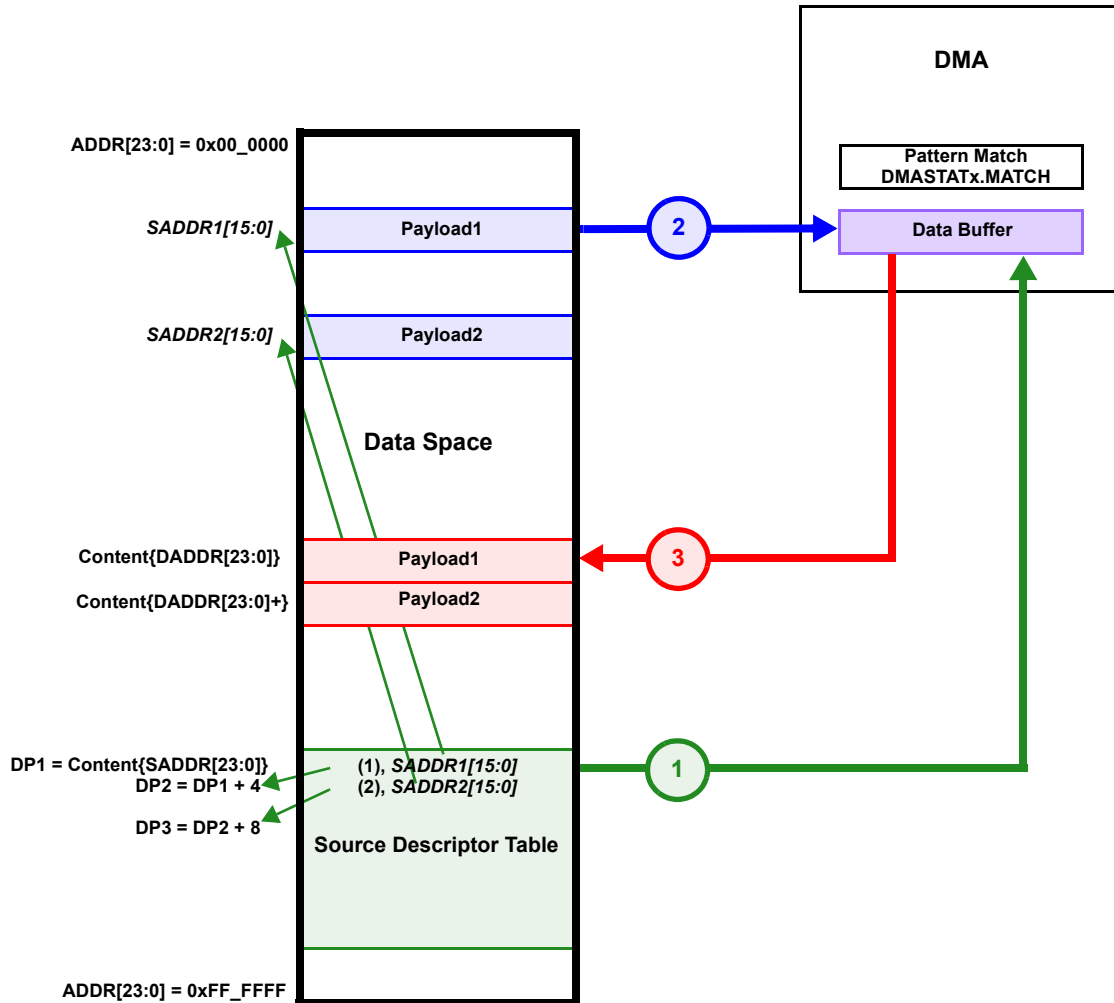 DMA
ADDR[23:0] = 0x00_0000
Pattern Match
DMASTATx.MATCH
SADDR1[15:0]
Payload1
2
Data Buffer
SADDR2[15:0]
Payload2
Data Space
Content{DADDR[23:0]}
Payload1
3
Content{DADDR[23:0]+}
Payload2
DP1 = Content{SADDR[23:0]}
(1), SADDR1[15:0]
1
DP2 = DP1 + 4
(2), SADDR2[15:0]
DP3 = DP2 + 8
Source Descriptor Table
ADDR[23:0] = 0xFF_FFFF